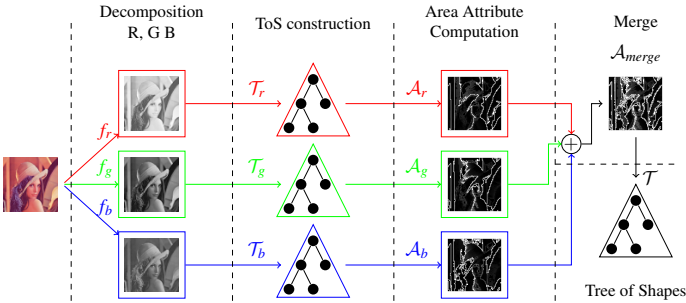 Decomposition
R, G B
ToS construction
Area Attribute
Computation
Merge
𝒜merge
fr
𝒯r
𝒜r
fg
𝒯g
𝒜g
𝒯
fb
𝒯b
𝒜b
+
Tree of Shapes